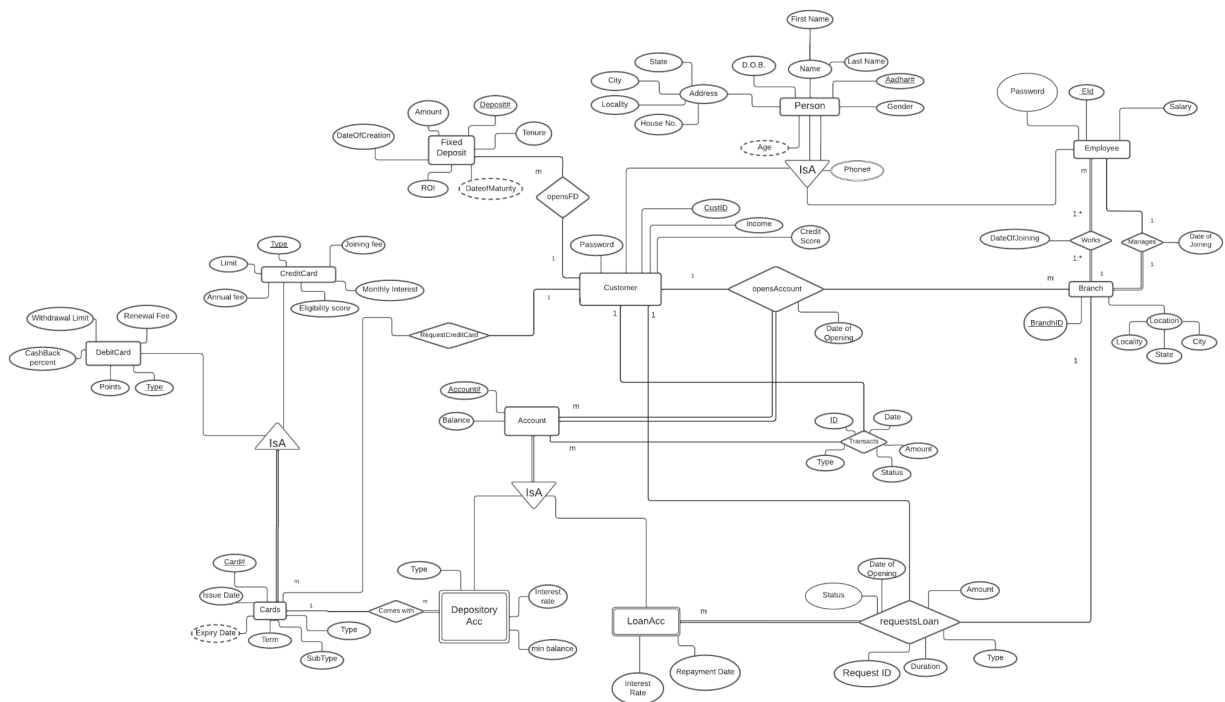 First Name
State
D.O.B.
Name
Last Name
City
Address
Aadhar#
Person
Locality
Gender
House No.
Password
EId
Salary
Employee
Amount
Deposit#
DateOfCreation
Fixed
Deposit
Tenure
ROI
DateofMaturity
Age
IsA
Phone#
m
opensFD
m
CustID
Income
Credit
Score
1:*
1
DateOfJoining
Works
Manages
Date of
Joining
1:*
1
Type
Joining fee
Limit
CreditCard
Annual fee
Monthly Interest
Eligibility score
Password
1
Customer
1
1
1
1
opensAccount
m
1
Branch
Date of
Opening
BrandhID
Location
Locality
City
State
Withdrawal Limit
Renewal Fee
CashBack
percent
DebitCard
Points
Type
RequestCreditCard
1
Account#
m
Balance
Account
m
ID
Date
Transacts
Type
Amount
Status
IsA
IsA
Card#
m
Issue Date
Cards
1
Comes with
m
Expiry Date
Term
Type
SubType
Type
Depository
Acc
Interest
rate
min balance
LoanAcc
m
Interest
Rate
Repayment Date
Date of
Opening
Status
Amount
requestsLoan
Request ID
Duration
Type